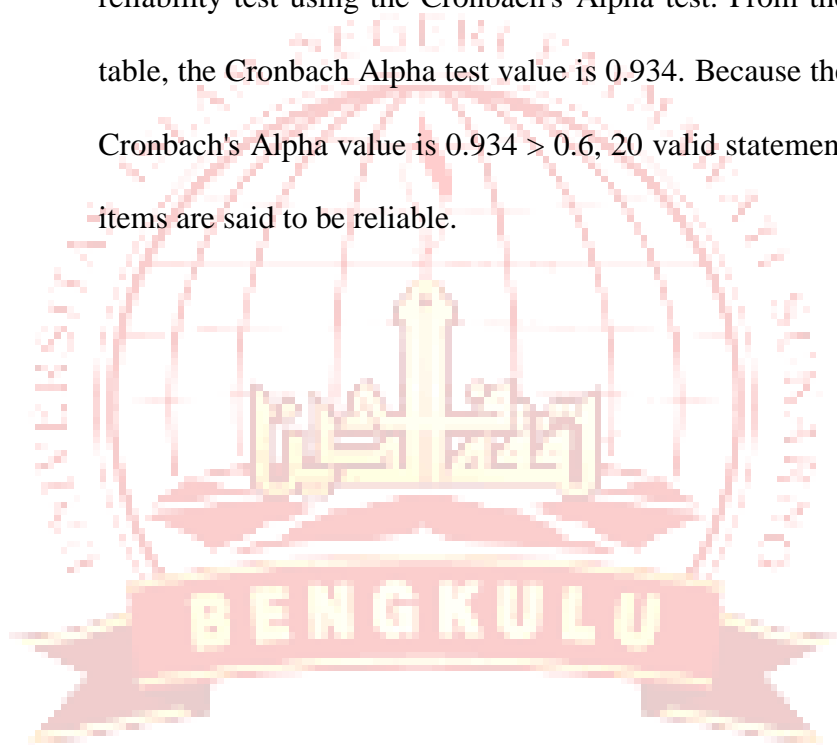 reliability test using the Cronbach's Alpha test. From the
table, the Cronbach Alpha test value is 0.934. Because the
Cronbach's Alpha value is 0.934 > 0.6, 20 valid statemen
items are said to be reliable.
BENGKULU